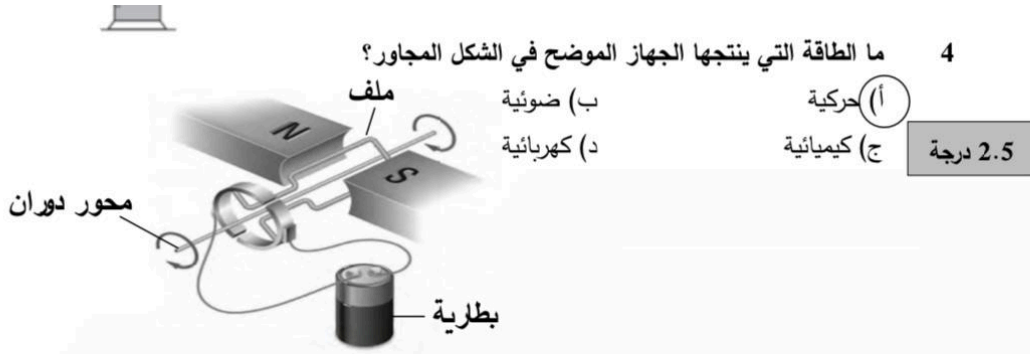 4 ما الطاقة التي ينتجها الجهاز الموضح في الشكل المجاور؟
أ) حركية ب) ضوئية
ج) كيميائية د) كهربائية
2.5 درجة
ملف
N
S
محور دوران
بطارية